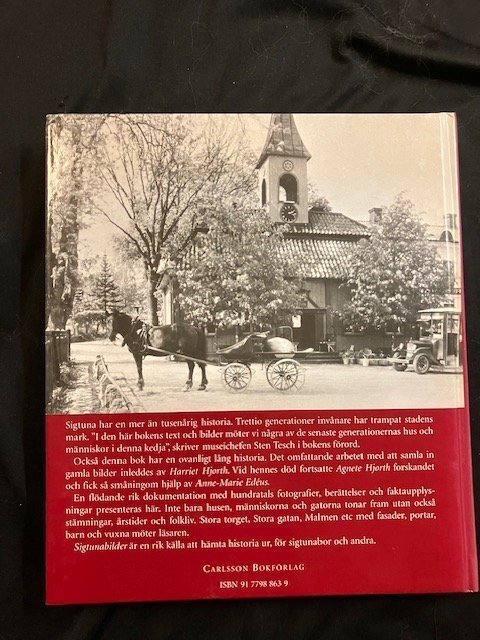 Sigtuna har en mer än tusenårig historia. Trettio generationer invånare har trampat stadens
mark. "I den här bokens text och bilder möter vi några av de senaste generationernas hus och
människor i denna kedja", skriver museichefen Sten Tesch i bokens förord.
Också denna bok har en ovanligt lång historia. Det omfattande arbetet med att samla in
gamla bilder inleddes av Harriet Hjorth. Vid hennes död fortsatte Agnete Hjorth forskandet
och fick så småningom hjälp av Anne-Marie Edéus.
En flödande rik dokumentation med hundratals fotografier, berättelser och faktaupplys-
ningar presenteras här. Inte bara husen, människorna och gatorna tonar fram utan också
stämningar, årstider och folkliv. Stora torget, Stora gatan, Malmen etc med fasader, portar,
barn och vuxna möter läsaren.
Sigtunabilder är en rik källa att hämta historia ur, för sigtunabor och andra.
CARLSSON BOKFÖRLAG
ISBN 91 7798 863 9